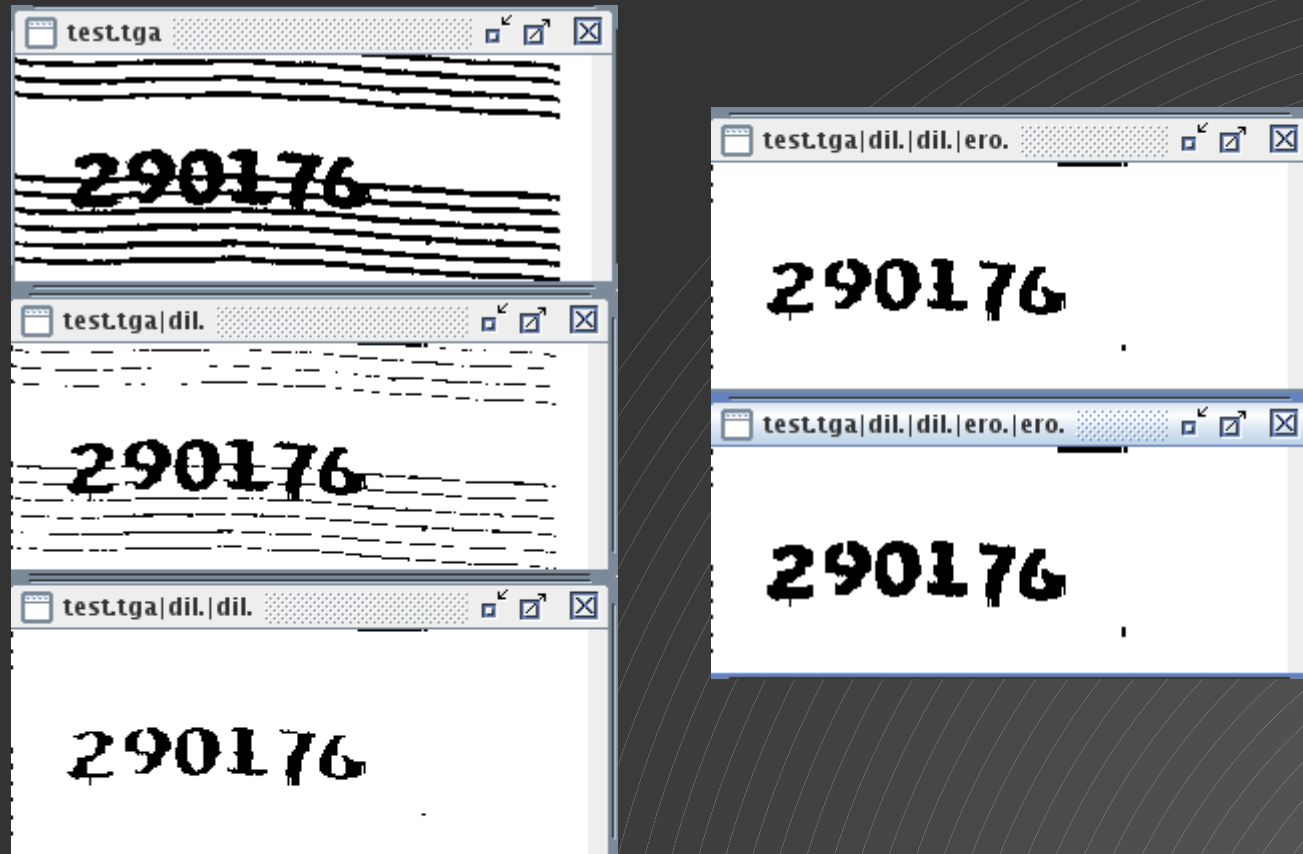 test.tga
290176
test.tga|dil.
290176
test.tga|dil.|dil.
290176
test.tga|dil.|dil.|ero.
290176
test.tga|dil.|dil.|ero.|ero.
290176